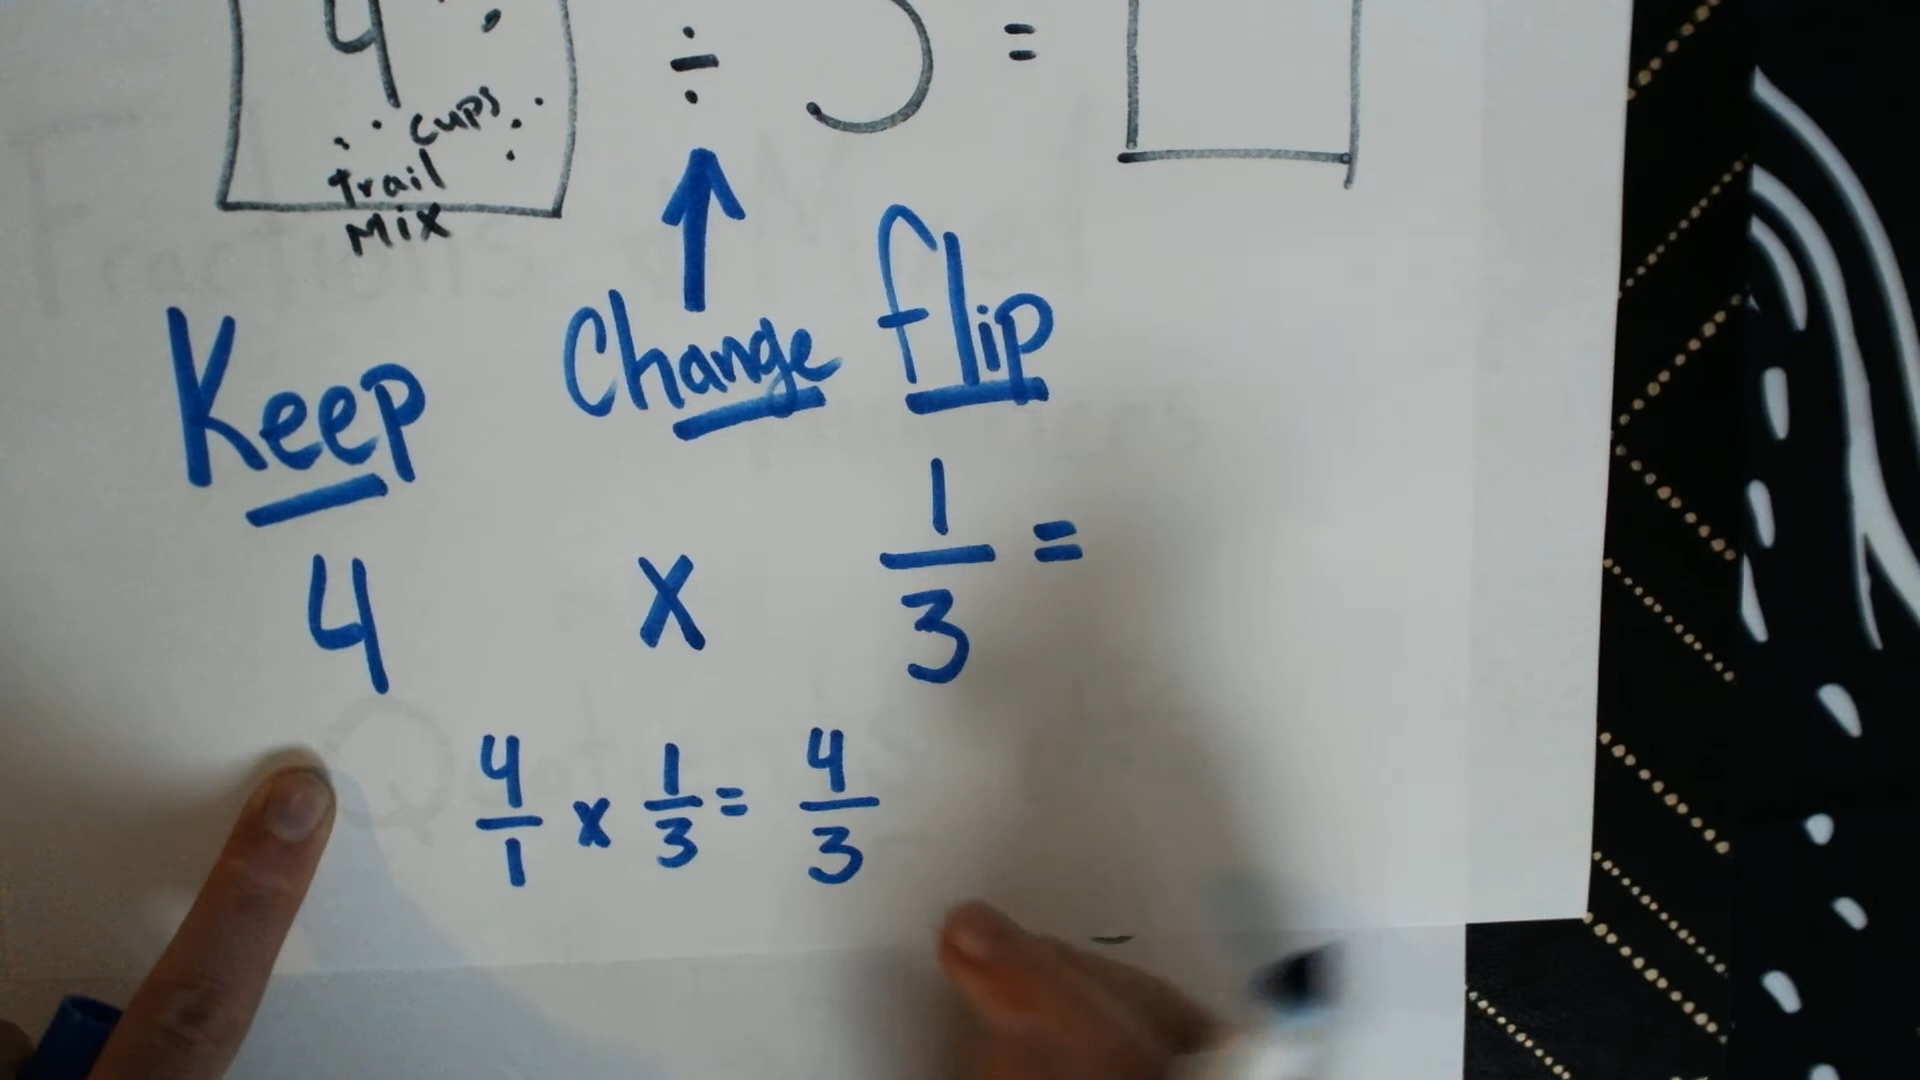 4 ÷ 3 =
cups
trail
Mix
Keep Change flip
4 x 1/3 =
4/1 x 1/3 = 4/3